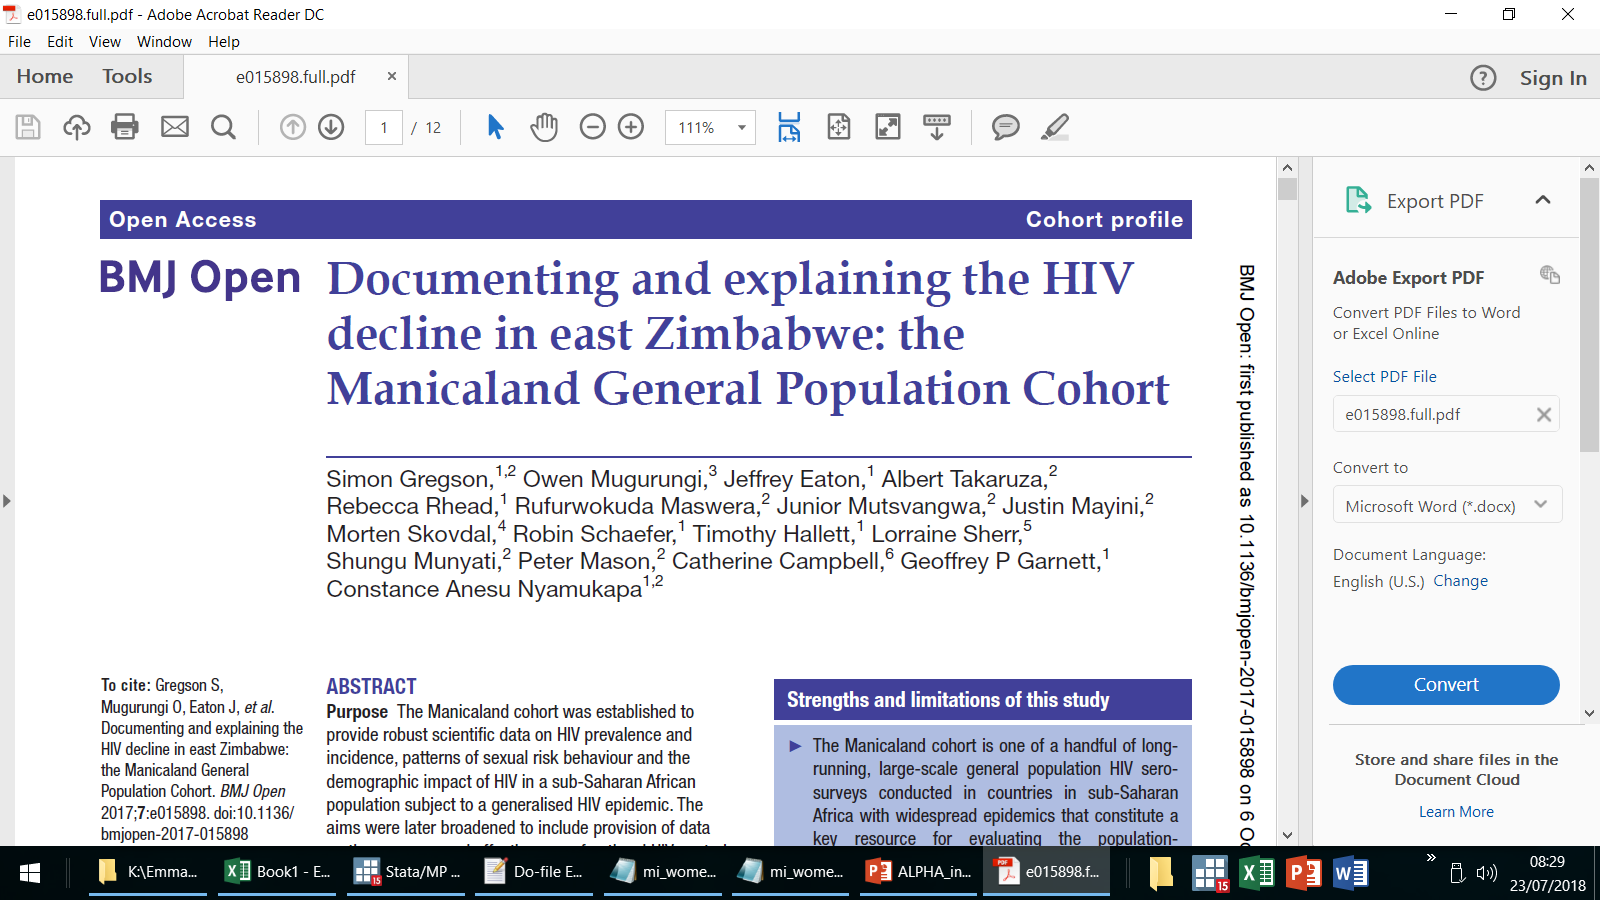 e015898.full.pdf - Adobe Acrobat Reader DC
File Edit View Window Help
Home Tools e015898.full.pdf × ? Sign In
1 / 12 111%
Open Access Cohort profile
BMJ Open
Documenting and explaining the HIV
decline in east Zimbabwe: the
Manicaland General Population Cohort
Simon Gregson,1,2 Owen Mugurungi,3 Jeffrey Eaton,1 Albert Takaruza,2
Rebecca Rhead,1 Rufurwokuda Maswera,2 Junior Mutsvangwa,2 Justin Mayini,2
Morten Skovdal,4 Robin Schaefer,1 Timothy Hallett,1 Lorraine Sherr,5
Shungu Munyati,2 Peter Mason,2 Catherine Campbell,6 Geoffrey P Garnett,1
Constance Anesu Nyamukapa1,2
To cite: Gregson S,
Mugurungi O, Eaton J, et al.
Documenting and explaining the
HIV decline in east Zimbabwe:
the Manicaland General
Population Cohort. BMJ Open
2017;7:e015898. doi:10.1136/
bmjopen-2017-015898
ABSTRACT
Purpose The Manicaland cohort was established to
provide robust scientific data on HIV prevalence and
incidence, patterns of sexual risk behaviour and the
demographic impact of HIV in a sub-Saharan African
population subject to a generalised HIV epidemic. The
aims were later broadened to include provision of data
Strengths and limitations of this study
► The Manicaland cohort is one of a handful of long-
running, large-scale general population HIV sero-
surveys conducted in countries in sub-Saharan
Africa with widespread epidemics that constitute a
key resource for evaluating the population-
BMJ Open: first published as 10.1136/bmjopen-2017-015898 on 6 Oc
Export PDF
Adobe Export PDF
Convert PDF Files to Word
or Excel Online
Select PDF File
e015898.full.pdf
Convert to
Microsoft Word (*.docx)
Document Language:
English (U.S.) Change
Convert
Store and share files in the
Document Cloud
Learn More
K:\Emma... Book1 - E... 15 Stata/MP ... Do-file E... mi_wome... mi_wome... ALPHA_in... e015898.f... 15 » 08:29
23/07/2018